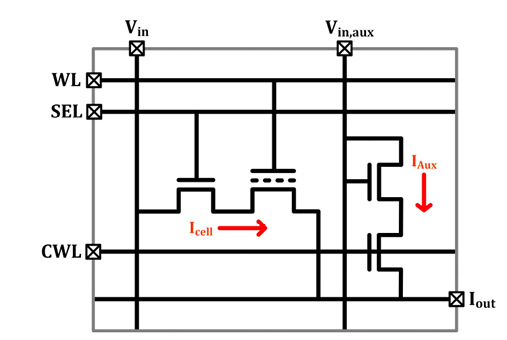 Vin Vin,aux
WL
SEL
IAux
Icell
CWL
Iout